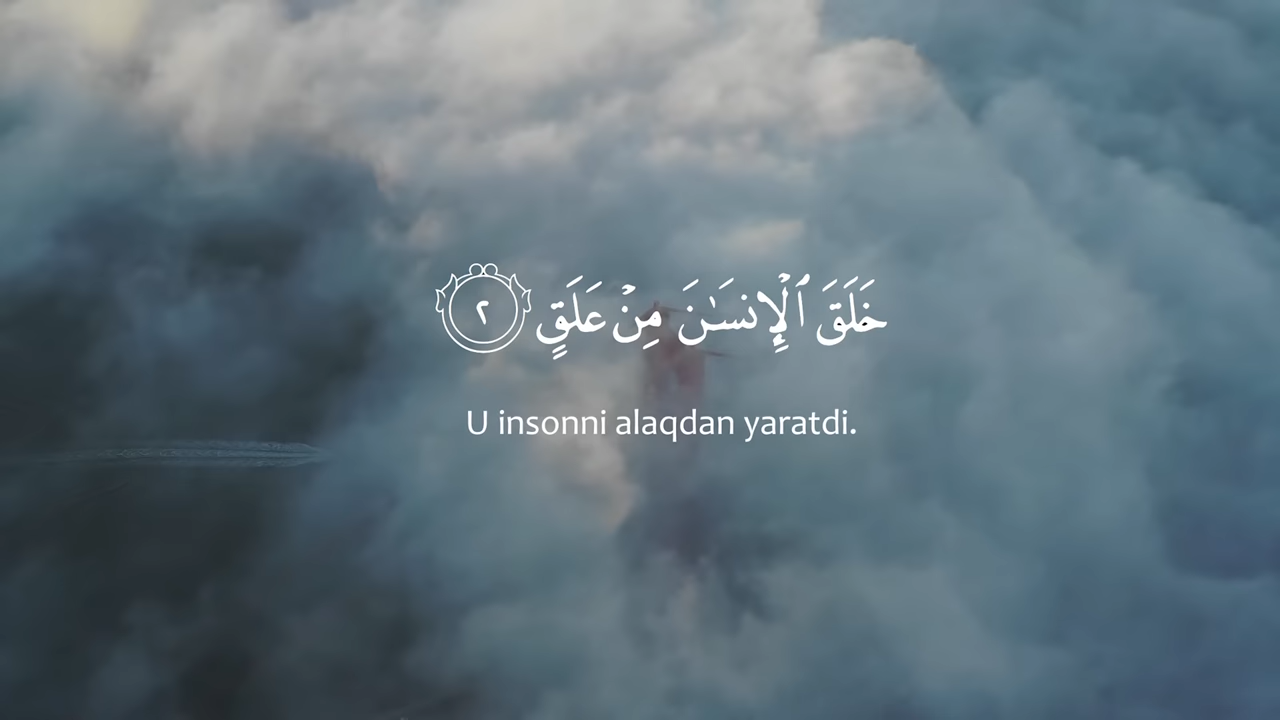 خَلَقَ ٱلْإِنسَـٰنَ مِنْ عَلَقٍ ٢
U insonni alaqdan yaratdi.